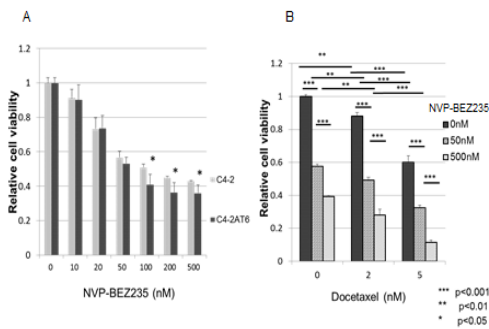 A
Relative cell viability
1.2
1
0.8
0.6
0.4
0.2
0
* * *
C4-2
C4-2AT6
0 10 20 50 100 200 500
NVP-BEZ235 (nM)
B
Relative cell viability
1.2
1
0.8
0.6
0.4
0.2
0
**
***
**
***
**
***
*** *** ***
*** *** ***
NVP-BEZ235
0nM
50nM
500nM
0 2 5
Docetaxel (nM)
*** p<0.001
** p<0.01
* p<0.05